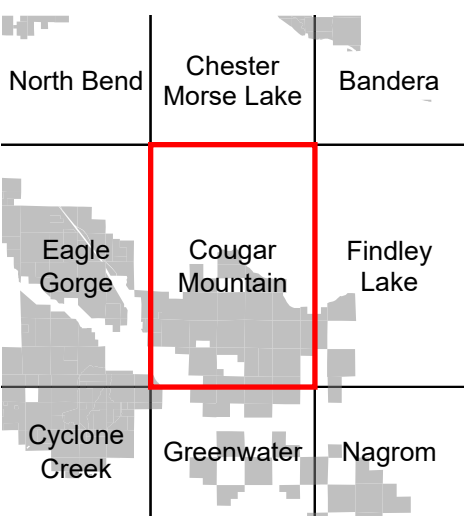 North Bend
Chester
Morse Lake
Bandera
Eagle
Gorge
Cougar
Mountain
Findley
Lake
Cyclone
Creek
Greenwater
Nagrom